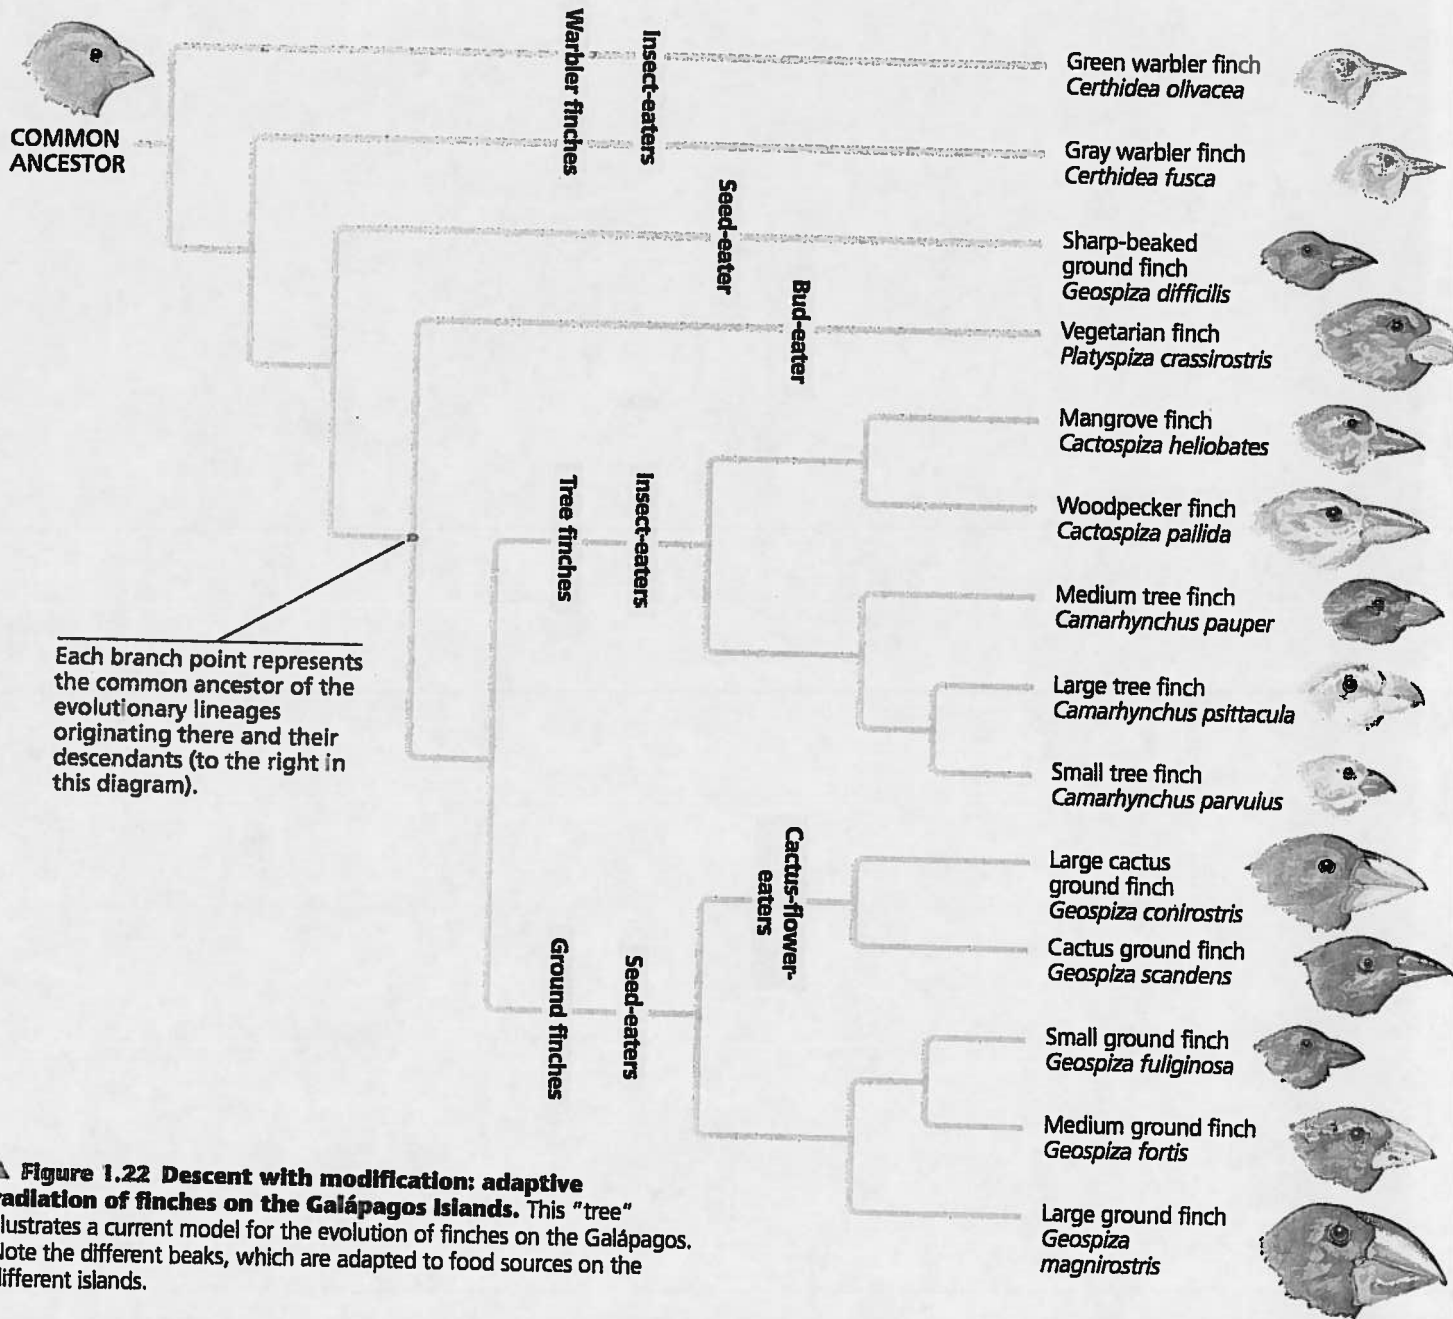 COMMON
ANCESTOR
Warbler finches
Insect-eaters
Green warbler finch
Certhidea olivacea
Gray warbler finch
Certhidea fusca
Seed-eater
Sharp-beaked
ground finch
Geospiza difficilis
Bud-eater
Vegetarian finch
Platyspiza crassirostris
Tree finches
Insect-eaters
Mangrove finch
Cactospiza heliobates
Woodpecker finch
Cactospiza pallida
Medium tree finch
Camarhynchus pauper
Large tree finch
Camarhynchus psittacula
Small tree finch
Camarhynchus parvulus
Each branch point represents
the common ancestor of the
evolutionary lineages
originating there and their
descendants (to the right in
this diagram).
Ground finches
Seed-eaters
Cactus-flower-
eaters
Large cactus
ground finch
Geospiza conirostris
Cactus ground finch
Geospiza scandens
Small ground finch
Geospiza fuliginosa
Medium ground finch
Geospiza fortis
Large ground finch
Geospiza
magnirostris
▲ Figure 1.22 Descent with modification: adaptive
radiation of finches on the Galápagos Islands. This "tree"
illustrates a current model for the evolution of finches on the Galápagos.
Note the different beaks, which are adapted to food sources on the
different islands.